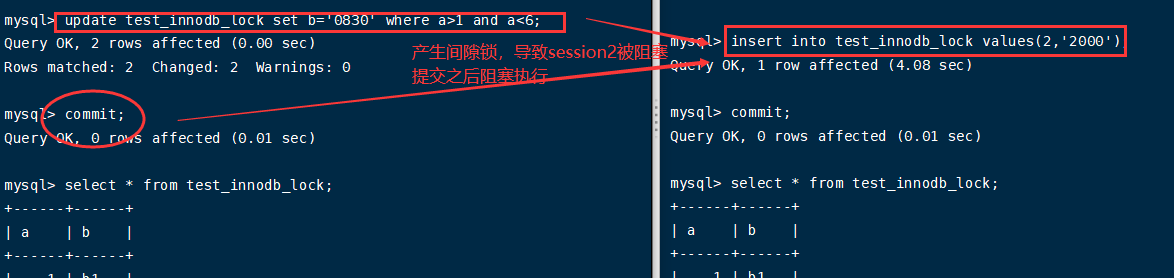 mysql> update test_innodb_lock set b='0830' where a>1 and a<6;
Query OK, 2 rows affected (0.00 sec)
Rows matched: 2  Changed: 2  Warnings: 0
mysql> commit;
Query OK, 0 rows affected (0.01 sec)
mysql> select * from test_innodb_lock;
+------+------+
| a    | b    |
+------+------+
产生间隙锁，导致session2被阻塞
提交之后阻塞执行
mysql> insert into test_innodb_lock values(2,'2000')
Query OK, 1 row affected (4.08 sec)
mysql> commit;
Query OK, 0 rows affected (0.01 sec)
mysql> select * from test_innodb_lock;
+------+------+
| a    | b    |
+------+------+